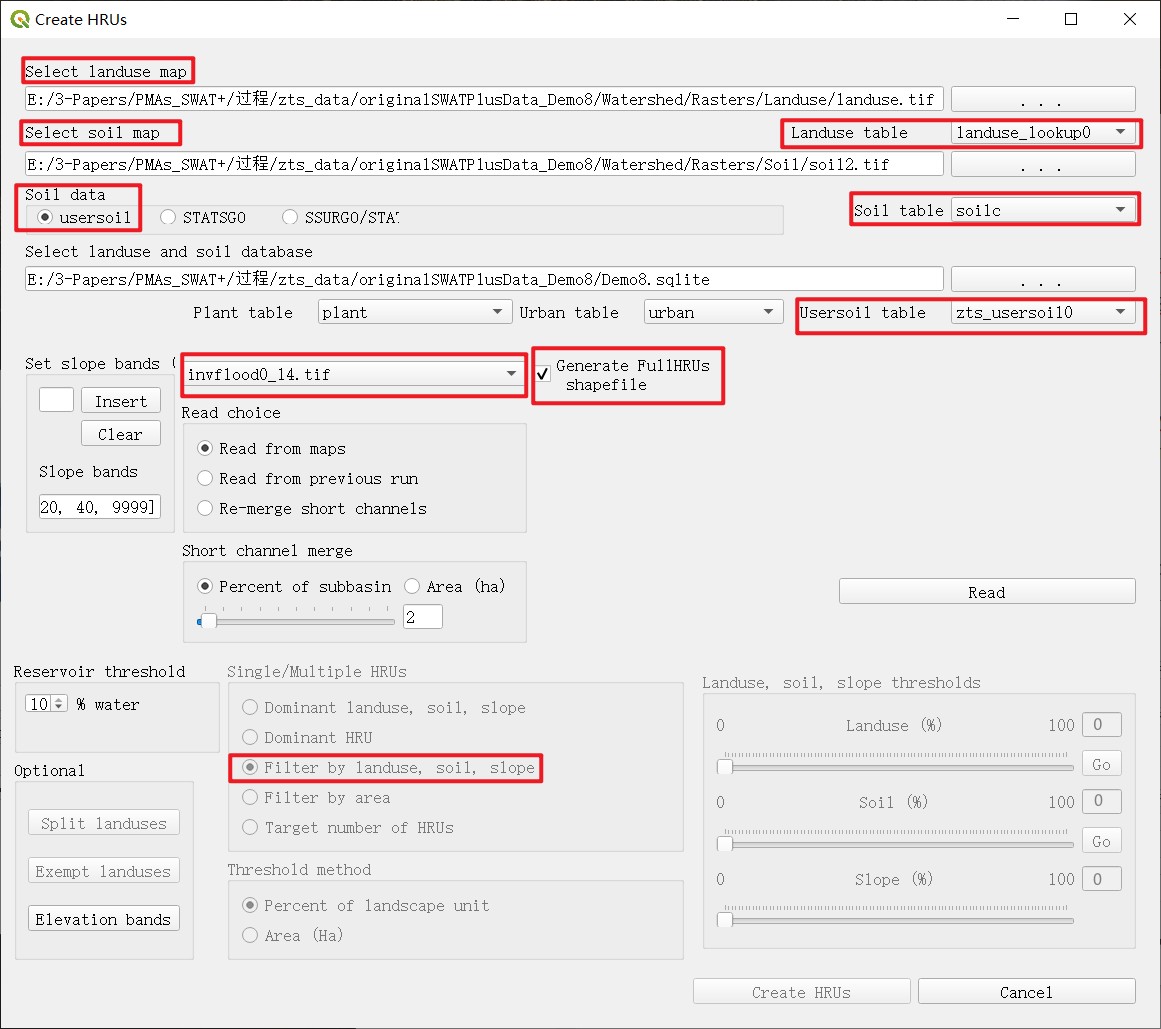 Create HRUs
Select landuse map
E:/3-Papers/PMAs_SWAT+/过程/zts_data/originalSWATPlusData_Demo8/Watershed/Rasters/Landuse/landuse.tif
. . .
Select soil map
Landuse table
landuse_lookup0
E:/3-Papers/PMAs_SWAT+/过程/zts_data/originalSWATPlusData_Demo8/Watershed/Rasters/Soil/soil2.tif
. . .
Soil data
usersoil
STATSGO
SSURGO/STA
Soil table
soilc
Select landuse and soil database
E:/3-Papers/PMAs_SWAT+/过程/zts_data/originalSWATPlusData_Demo8/Demo8.sqlite
. . .
Plant table
plant
Urban table
urban
Usersoil table
zts_usersoil0
Set slope bands (
invflood0_14.tif
Generate FullHRUs
shapefile
Insert
Clear
Slope bands
20, 40, 9999]
Read choice
Read from maps
Read from previous run
Re-merge short channels
Short channel merge
Percent of subbasin
Area (ha)
2
Read
Reservoir threshold
10
% water
Optional
Split landuses
Exempt landuses
Elevation bands
Single/Multiple HRUs
Dominant landuse, soil, slope
Dominant HRU
Filter by landuse, soil, slope
Filter by area
Target number of HRUs
Threshold method
Percent of landscape unit
Area (Ha)
Landuse, soil, slope thresholds
0
Landuse (%)
100
0
Go
0
Soil (%)
100
0
Go
0
Slope (%)
100
0
Create HRUs
Cancel